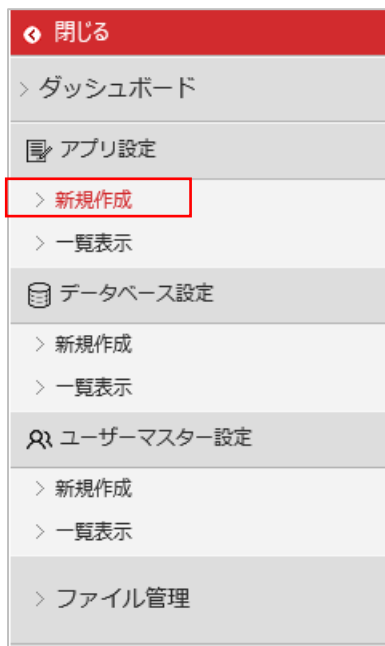 閉じる
ダッシュボード
アプリ設定
新規作成
一覧表示
データベース設定
新規作成
一覧表示
ユーザーマスター設定
新規作成
一覧表示
ファイル管理